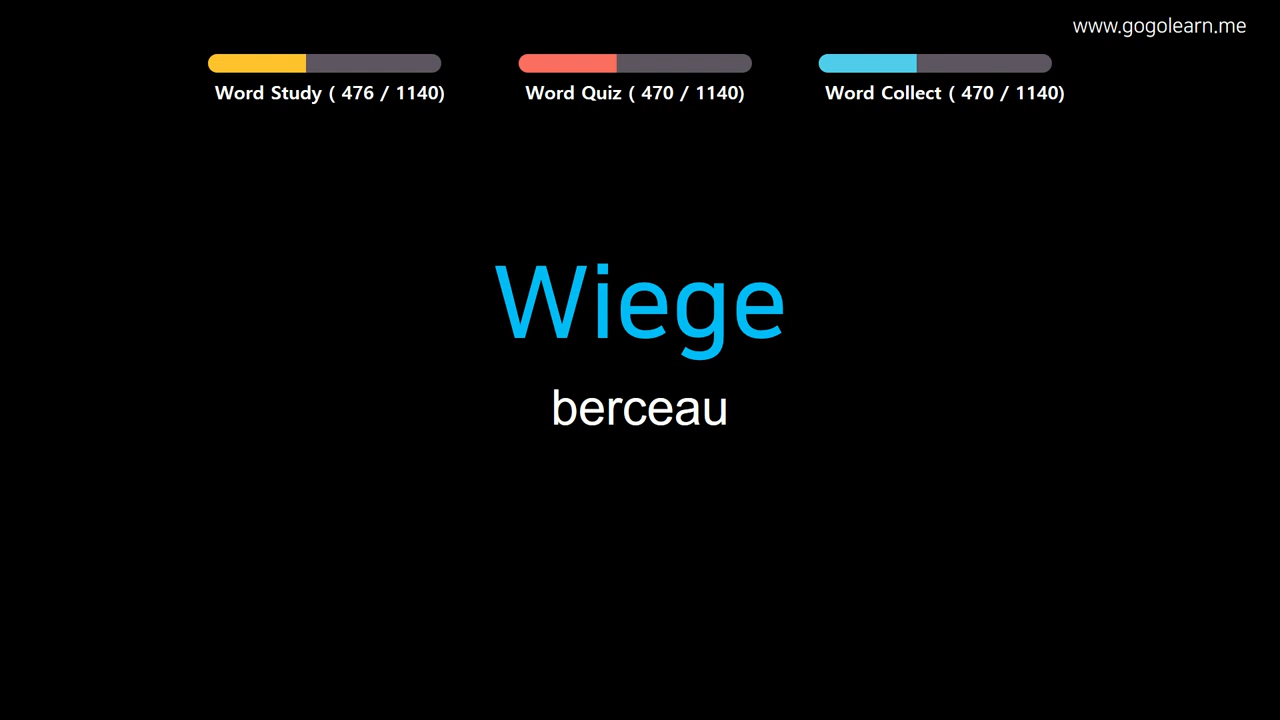 www.gogolearn.me
Word Study ( 476 / 1140)
Word Quiz ( 470 / 1140)
Word Collect ( 470 / 1140)
Wiege
berceau